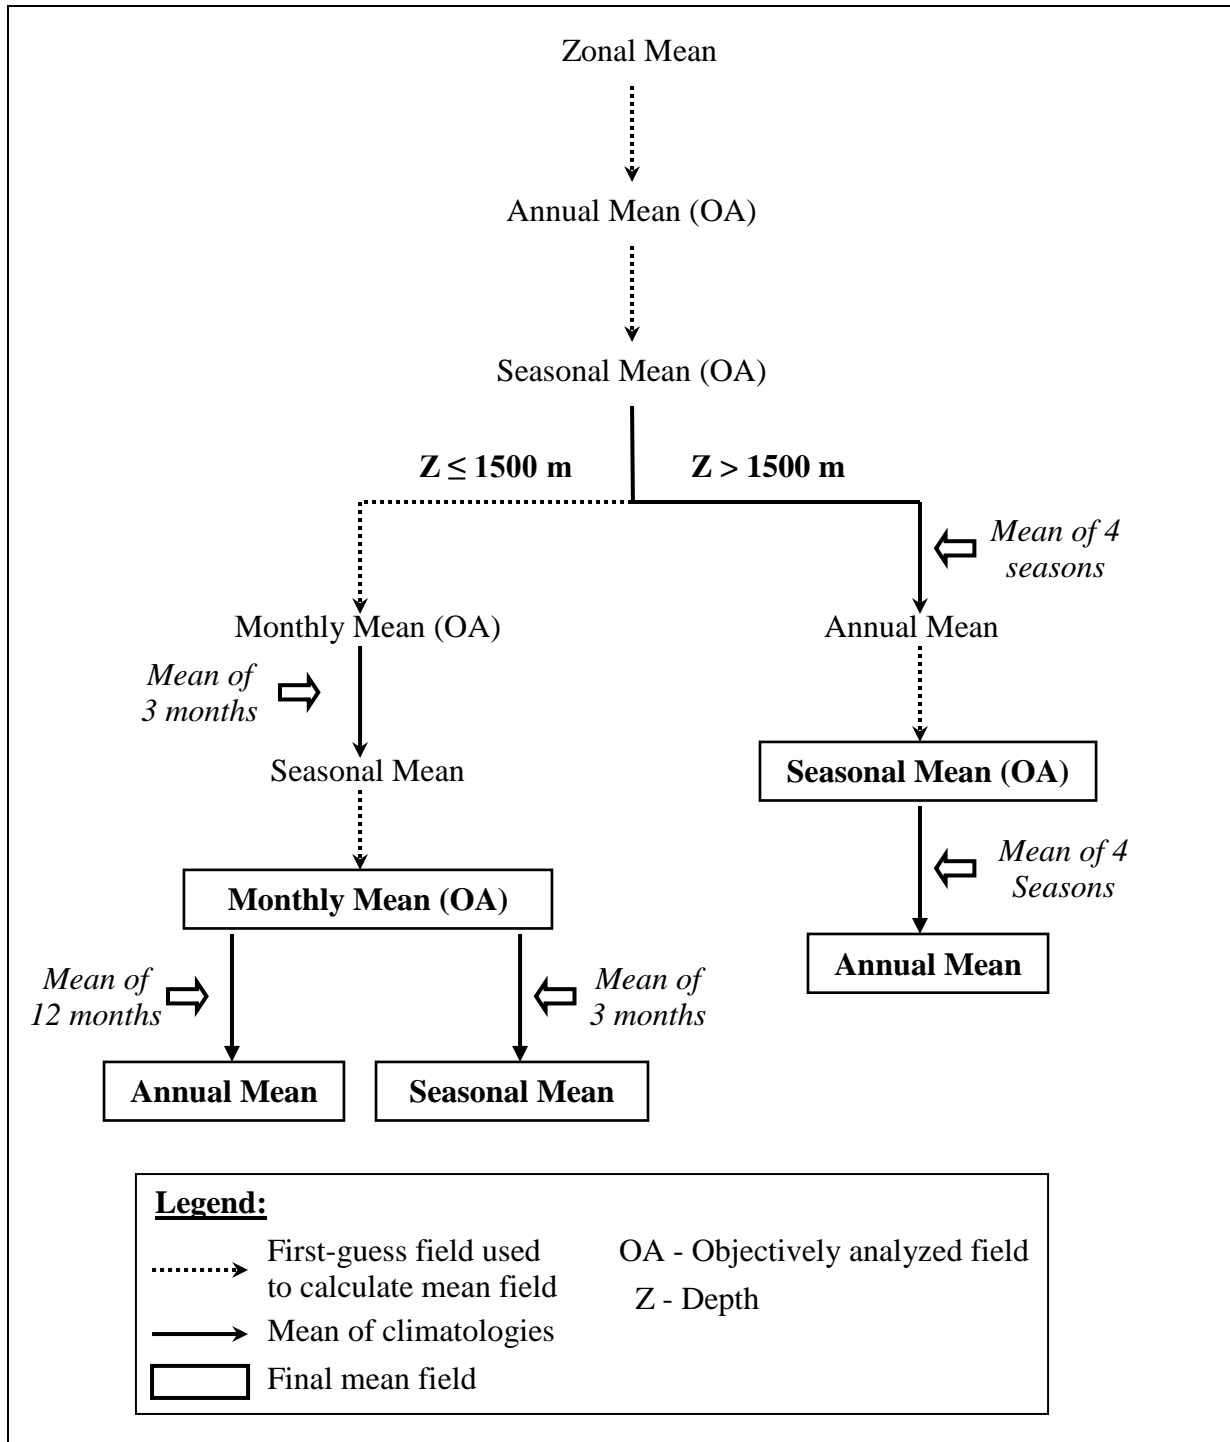 Zonal Mean
Annual Mean (OA)
Seasonal Mean (OA)
Z ≤ 1500 m
Z > 1500 m
Mean of 4
seasons
Monthly Mean (OA)
Annual Mean
Mean of
3 months
Seasonal Mean
Seasonal Mean (OA)
Mean of 4
Seasons
Monthly Mean (OA)
Annual Mean
Mean of
12 months
Mean of
3 months
Annual Mean
Seasonal Mean
Legend:
First-guess field used
to calculate mean field
OA - Objectively analyzed field
Z - Depth
Mean of climatologies
Final mean field